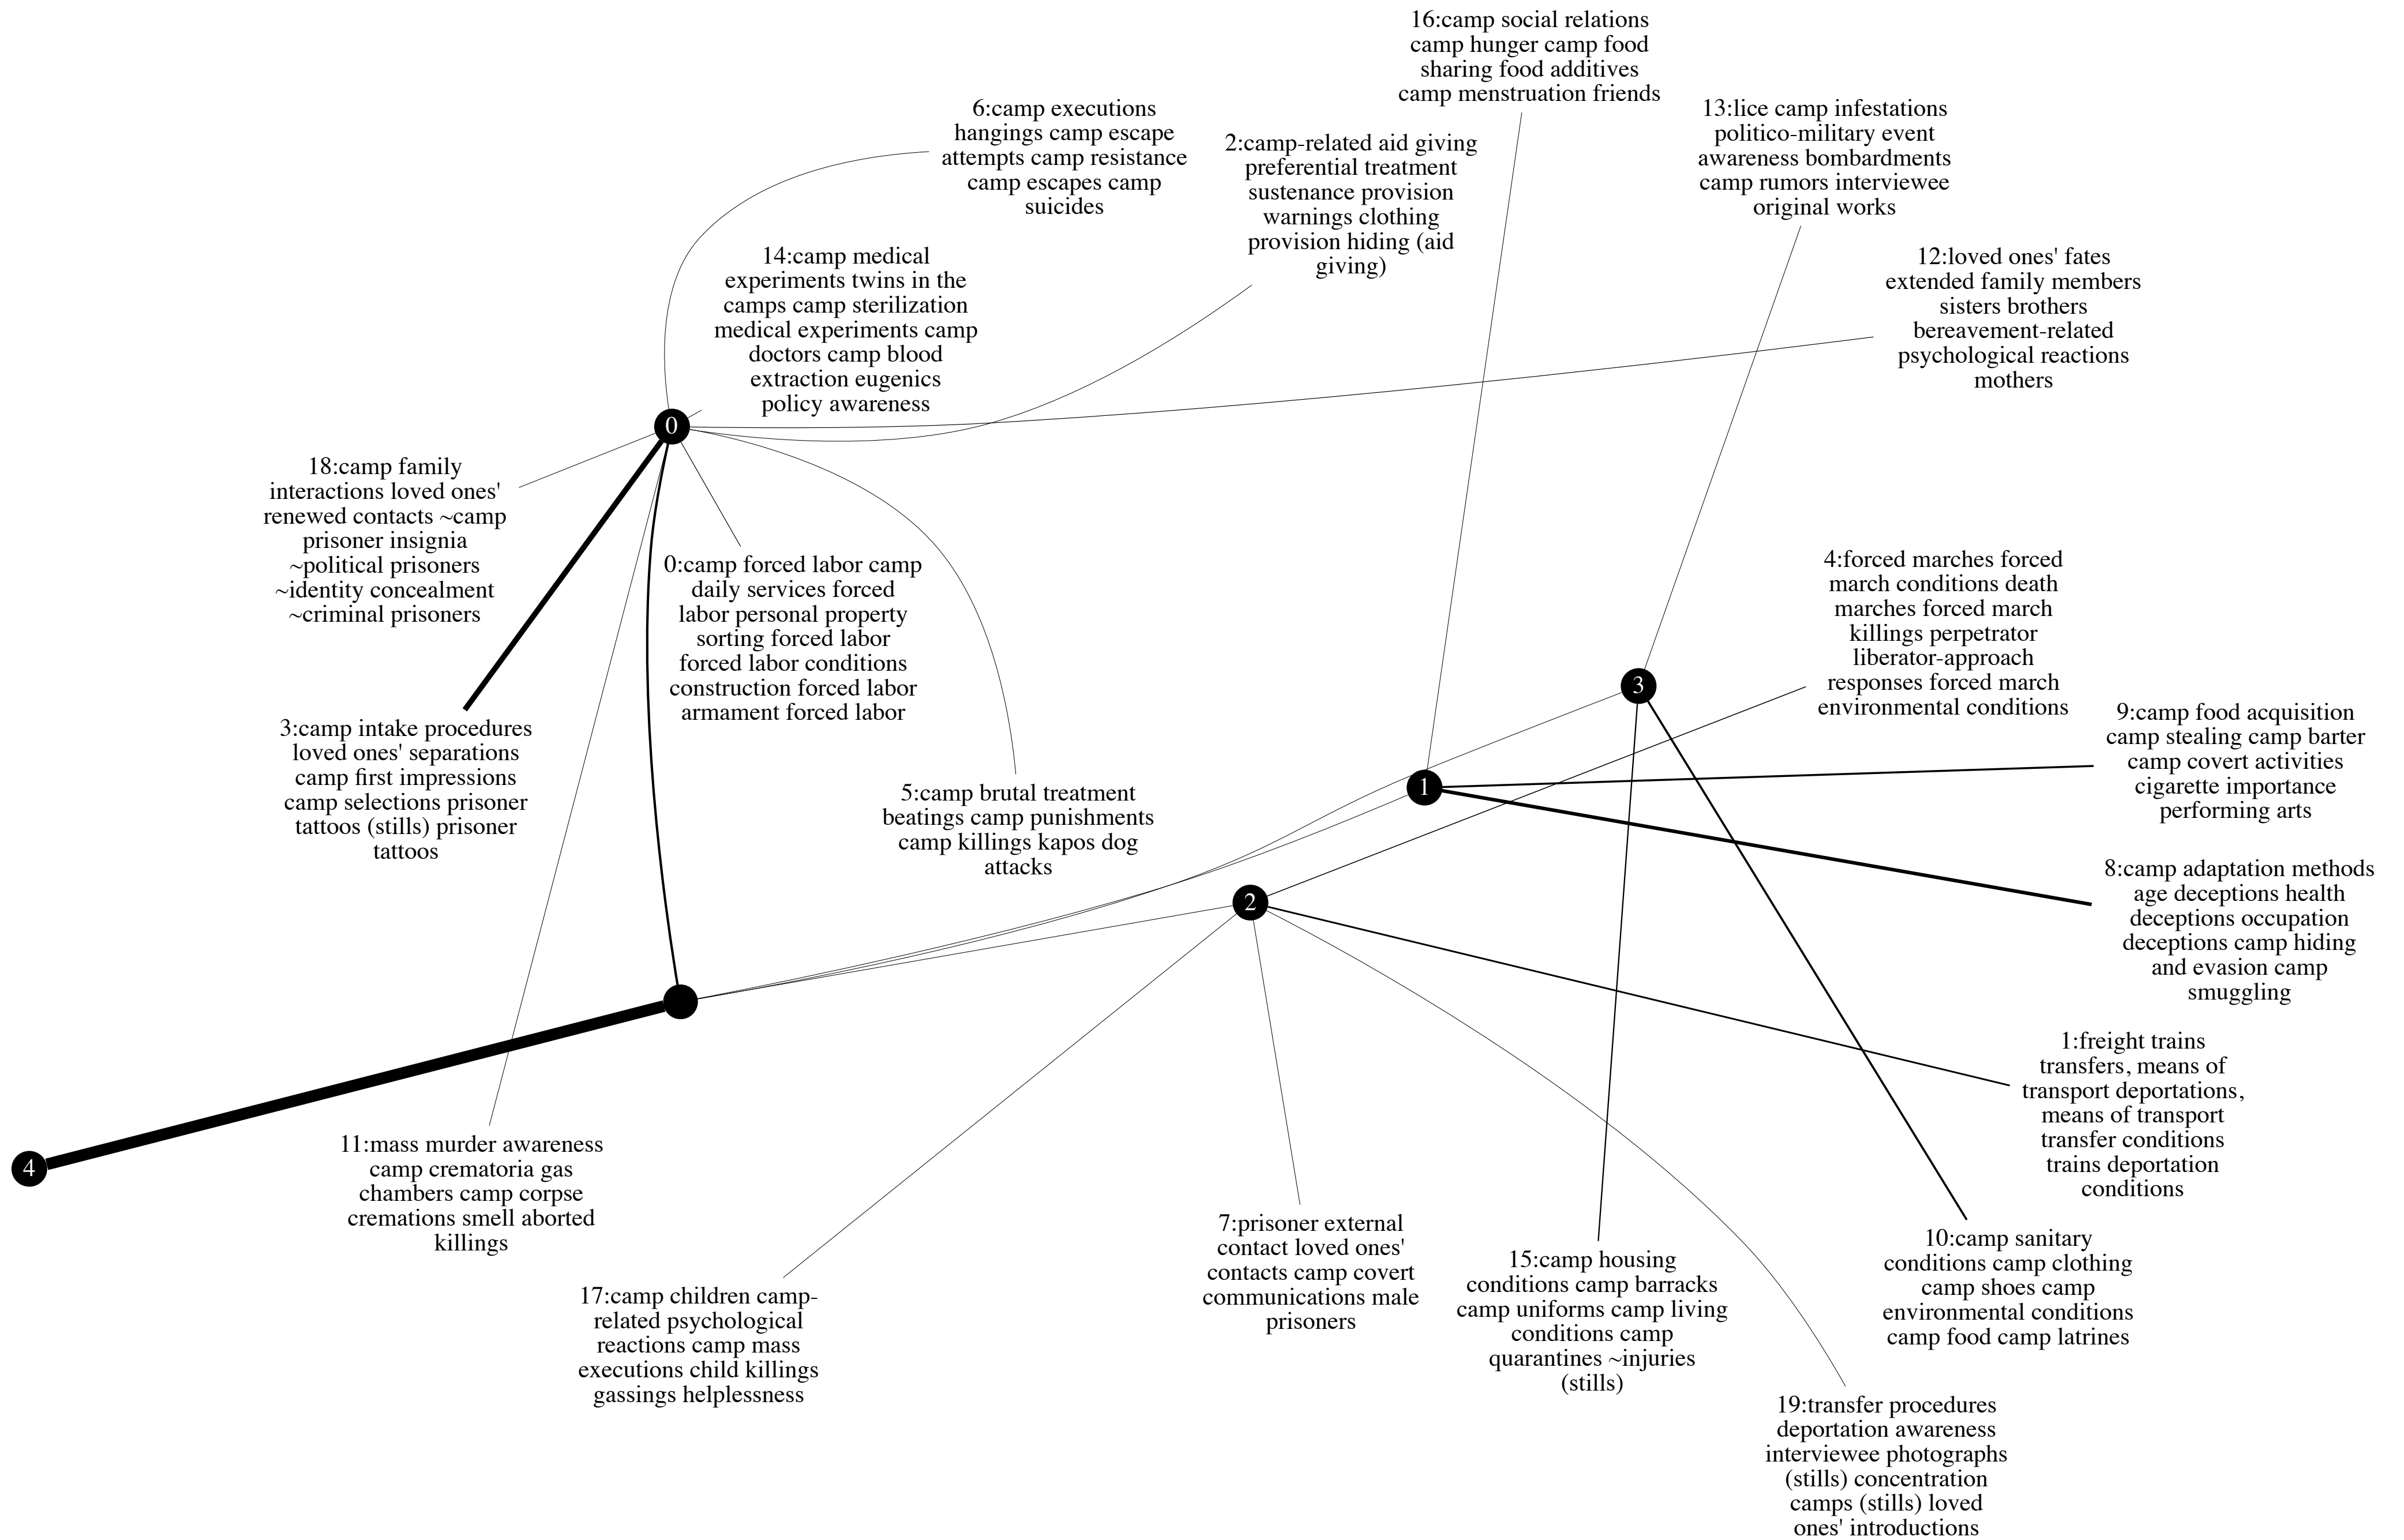 16:camp social relations
camp hunger camp food
sharing food additives
camp menstruation friends
6:camp executions
hangings camp escape
attempts camp resistance
camp escapes camp
suicides
13:lice camp infestations
politico-military event
awareness bombardments
camp rumors interviewee
original works
2:camp-related aid giving
preferential treatment
sustenance provision
warnings clothing
provision hiding (aid
giving)
14:camp medical
experiments twins in the
camps camp sterilization
medical experiments camp
doctors camp blood
extraction eugenics
policy awareness
12:loved ones' fates
extended family members
sisters brothers
bereavement-related
psychological reactions
mothers
0
18:camp family
interactions loved ones'
renewed contacts ~camp
prisoner insignia
~political prisoners
~identity concealment
~criminal prisoners
0:camp forced labor camp
daily services forced
labor personal property
sorting forced labor
forced labor conditions
construction forced labor
armament forced labor
4:forced marches forced
march conditions death
marches forced march
killings perpetrator
liberator-approach
responses forced march
environmental conditions
3
3:camp intake procedures
loved ones' separations
camp first impressions
camp selections prisoner
tattoos (stills) prisoner
tattoos
9:camp food acquisition
camp stealing camp barter
camp covert activities
cigarette importance
performing arts
1
5:camp brutal treatment
beatings camp punishments
camp killings kapos dog
attacks
8:camp adaptation methods
age deceptions health
deceptions occupation
deceptions camp hiding
and evasion camp
smuggling
2
1:freight trains
transfers, means of
transport deportations,
means of transport
transfer conditions
trains deportation
conditions
4
11:mass murder awareness
camp crematoria gas
chambers camp corpse
cremations smell aborted
killings
7:prisoner external
contact loved ones'
contacts camp covert
communications male
prisoners
10:camp sanitary
conditions camp clothing
camp shoes camp
environmental conditions
camp food camp latrines
15:camp housing
conditions camp barracks
camp uniforms camp living
conditions camp
quarantines ~injuries
(stills)
17:camp children camp-
related psychological
reactions camp mass
executions child killings
gassings helplessness
19:transfer procedures
deportation awareness
interviewee photographs
(stills) concentration
camps (stills) loved
ones' introductions